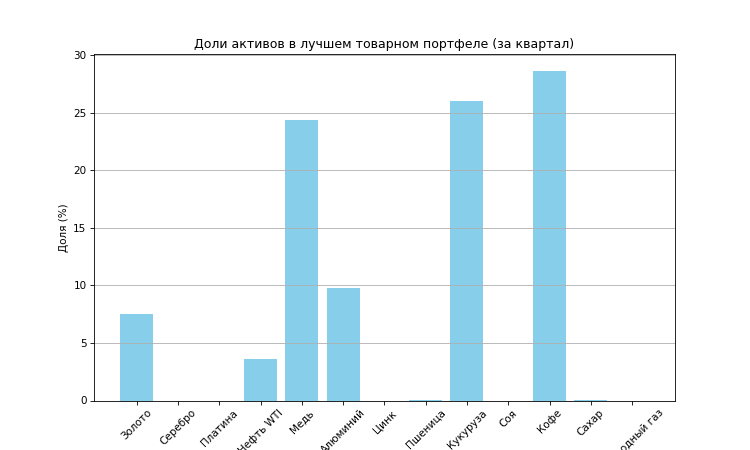 Доли активов в лучшем товарном портфеле (за квартал)
Доля (%)
30
25
20
15
10
5
0
Золото
Серебро
Платина
Нефть WTI
Медь
Алюминий
Цинк
Пшеница
Кукуруза
Соя
Кофе
Сахар
газ